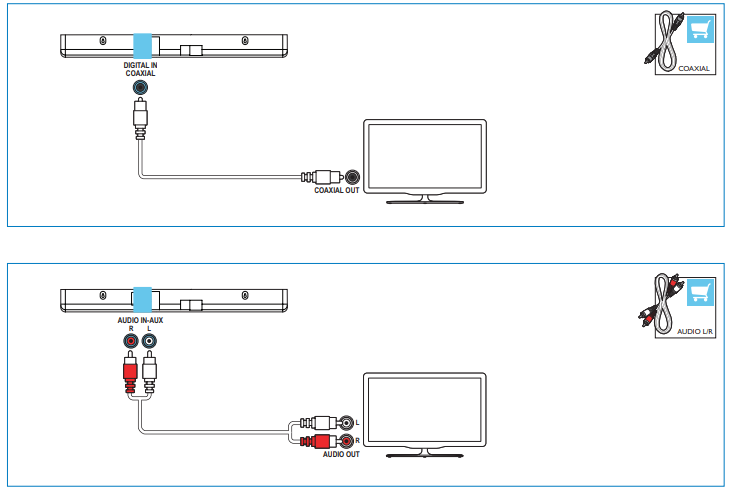 DIGITAL IN
COAXIAL
COAXIAL OUT
COAXIAL
AUDIO IN-AUX
R L
L
R
AUDIO OUT
AUDIO L/R